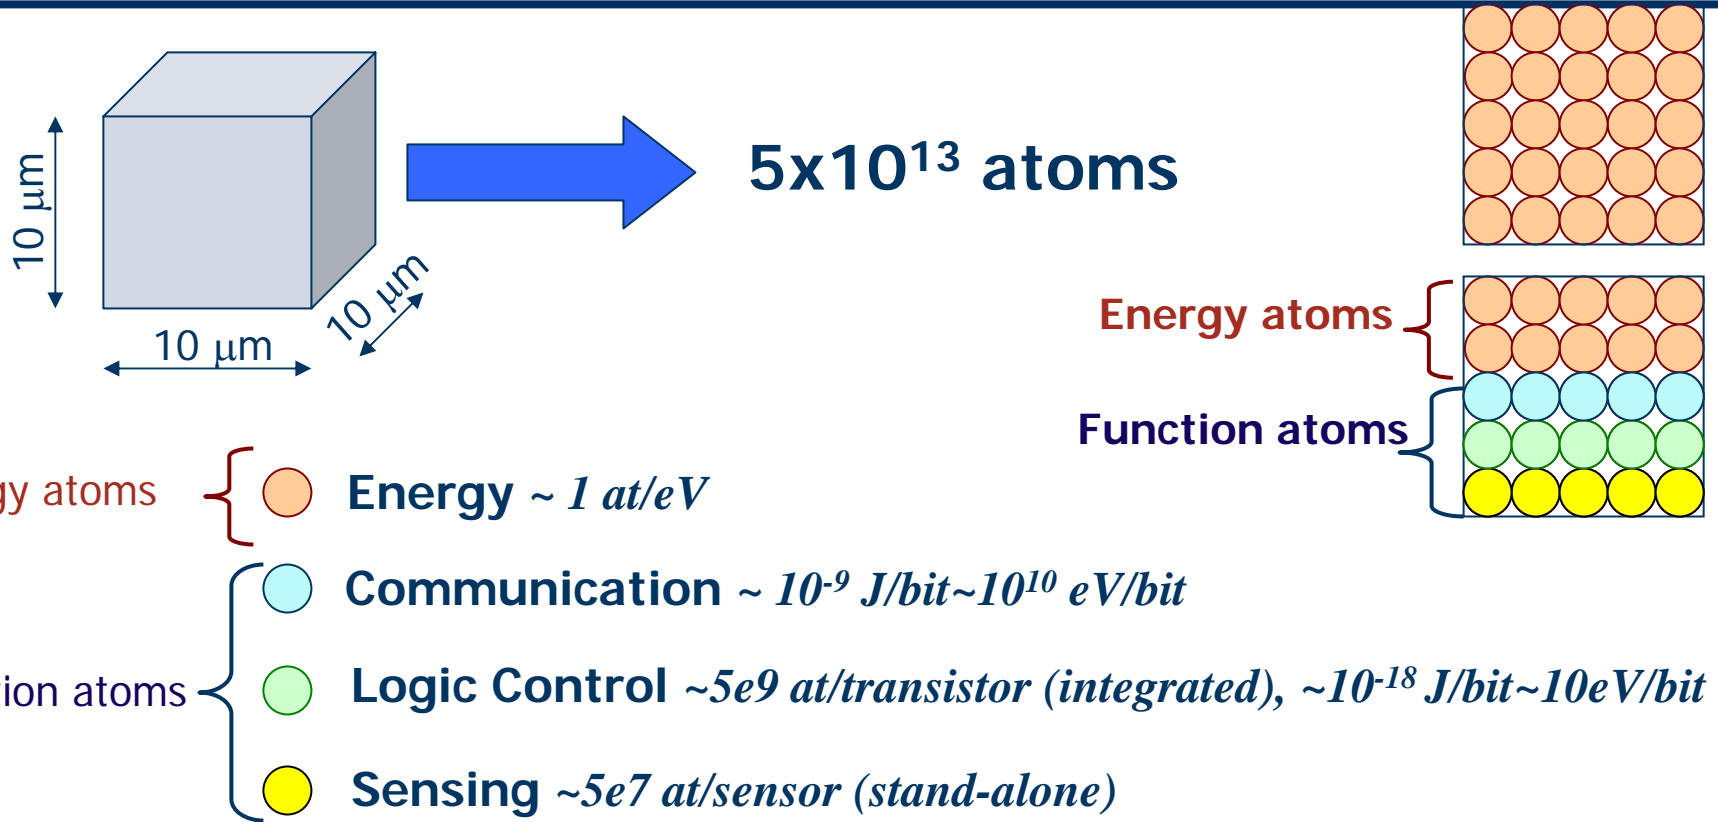 10 μm
10 μm
10 μm
5x10¹³ atoms
Energy atoms
Function atoms
gy atoms
Energy ~ 1 at/eV
Communication ~ 10⁻⁹ J/bit~10¹⁰ eV/bit
tion atoms
Logic Control ~5e9 at/transistor (integrated), ~10⁻¹⁸ J/bit~10eV/bit
Sensing ~5e7 at/sensor (stand-alone)